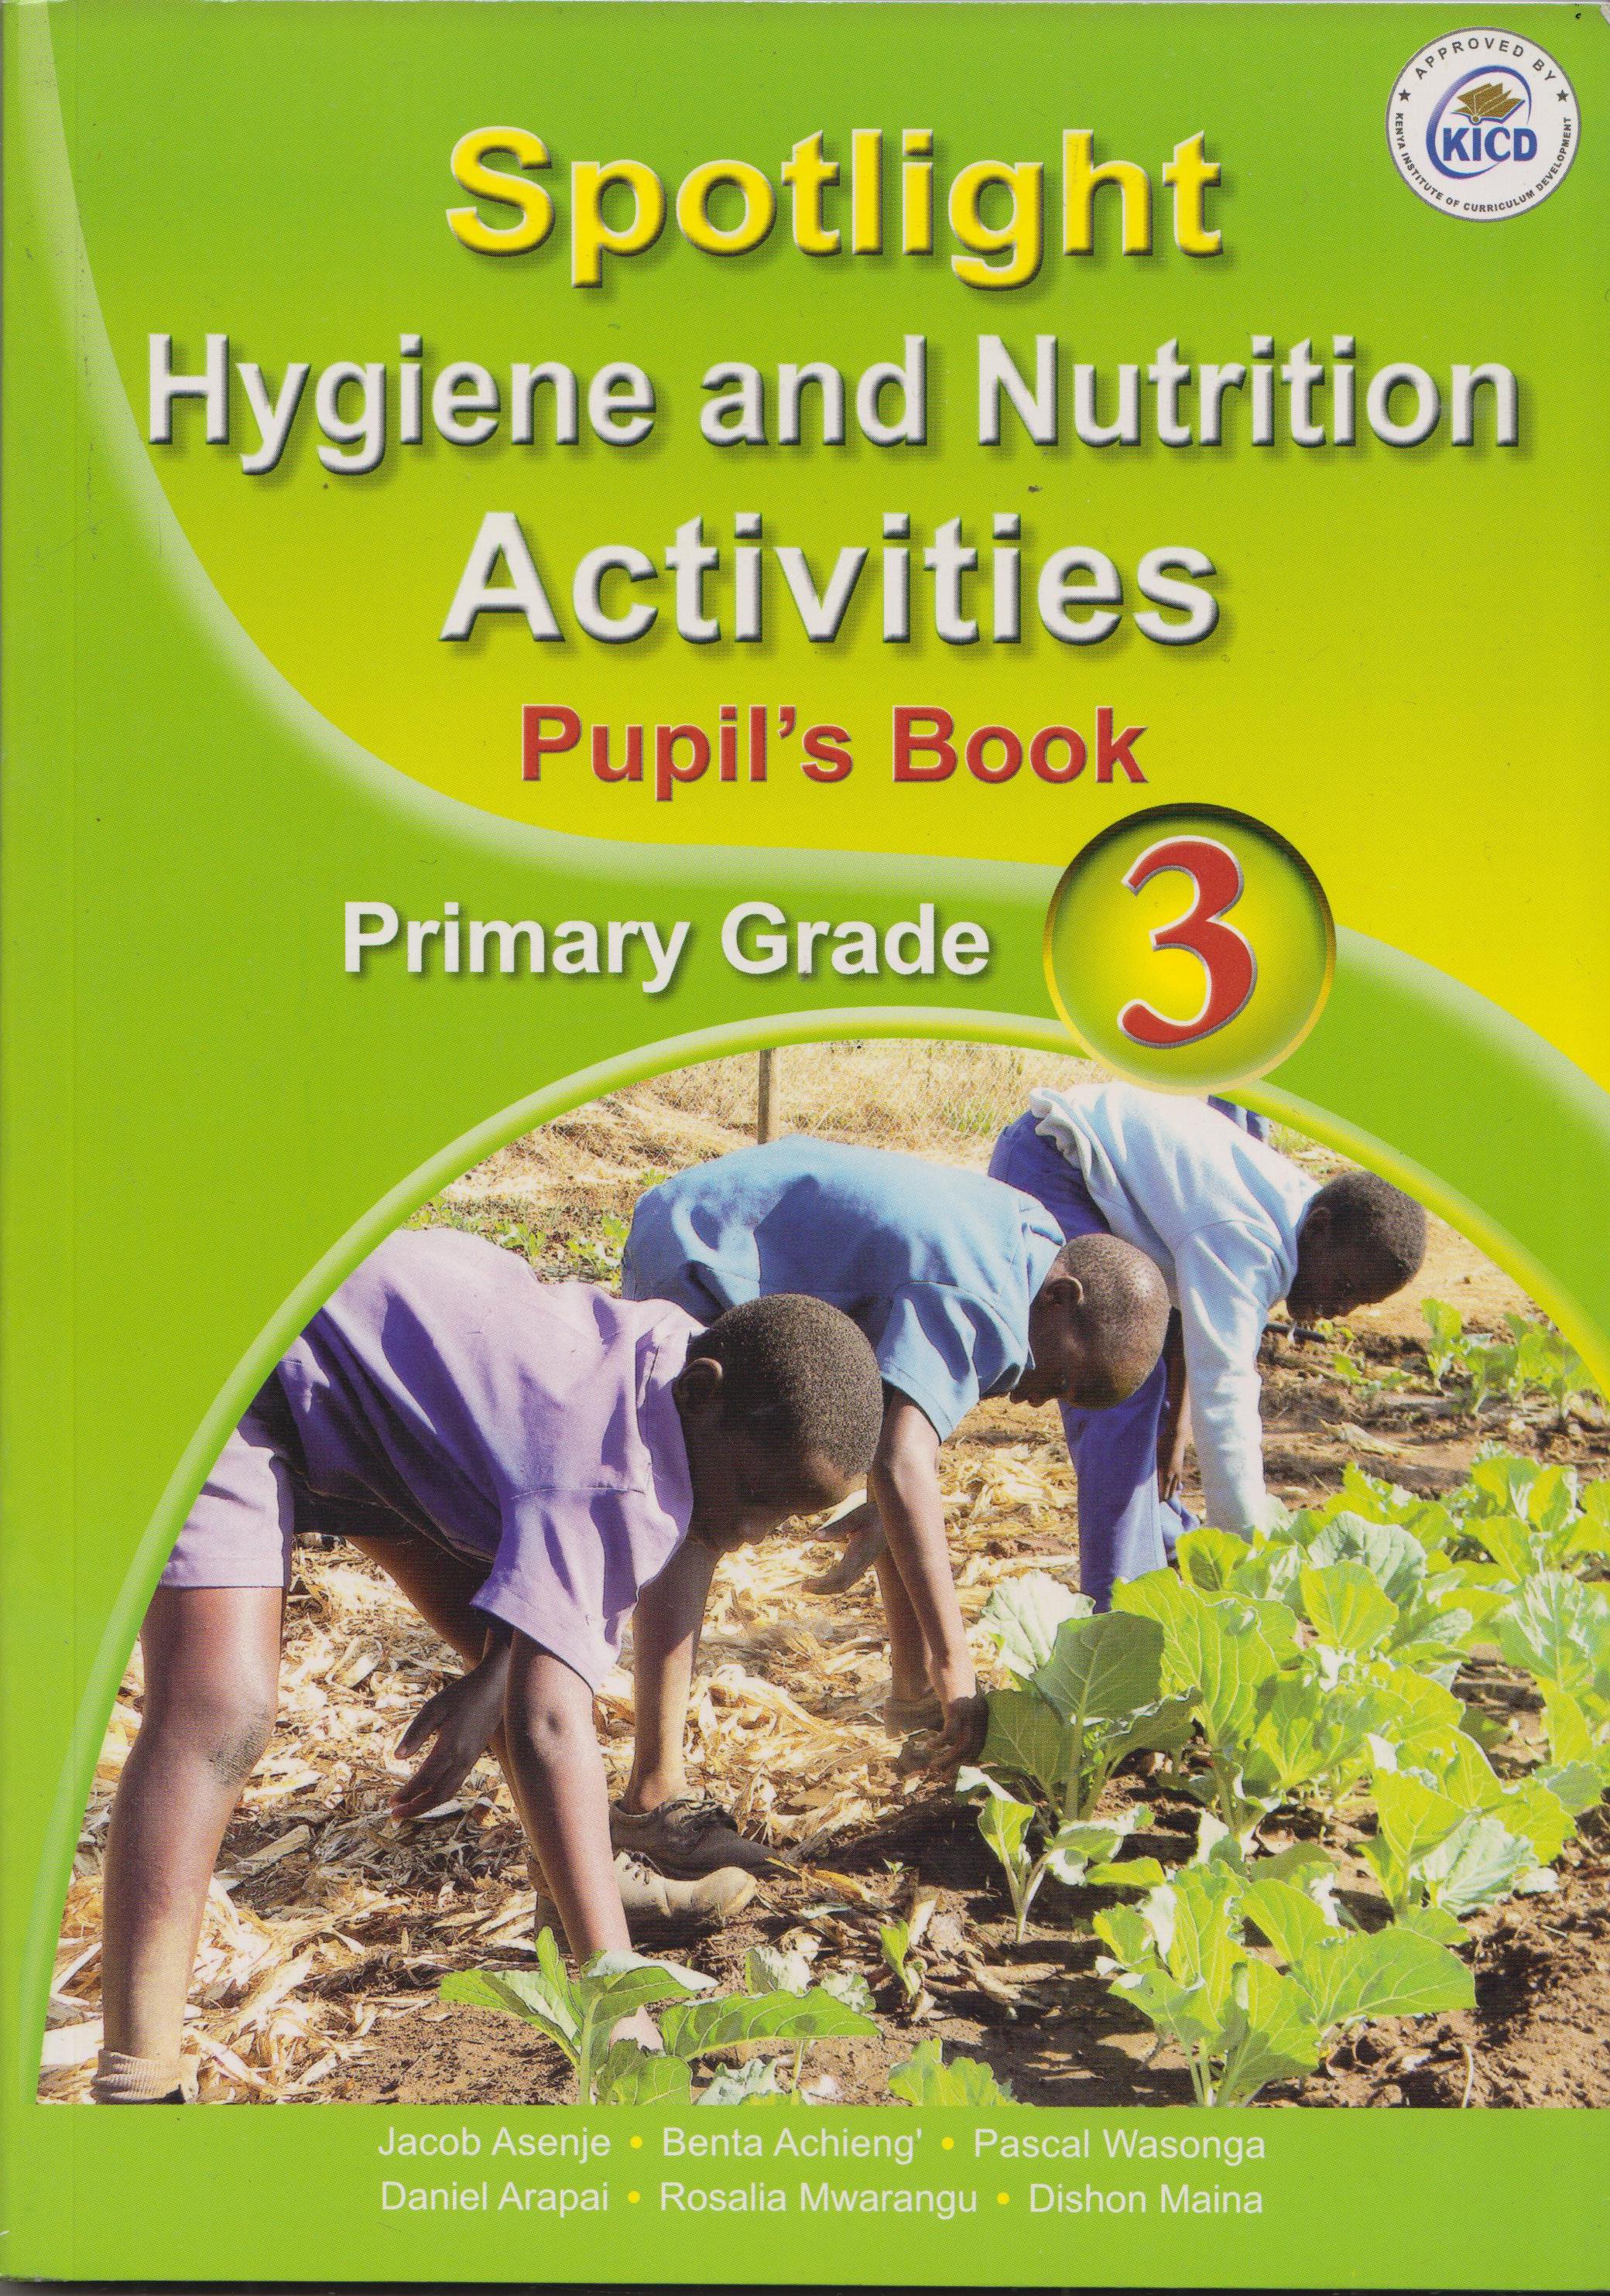 APPROVED BY
KENYA INSTITUTE OF CURRICULUM DEVELOPMENT
KICD
Spotlight
Hygiene and Nutrition
Activities
Pupil's Book
3
Primary Grade
Jacob Asenje • Benta Achieng' • Pascal Wasonga
Daniel Arapai • Rosalia Mwarangu • Dishon Maina